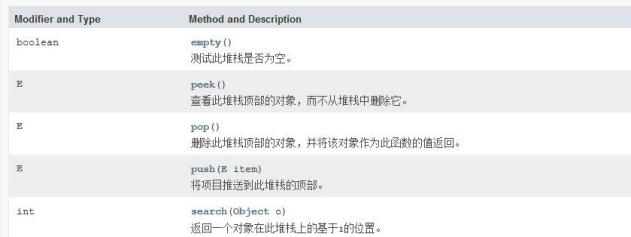 Modifier and Type Method and Description
boolean empty()
测试此堆栈是否为空。
E peek()
查看此堆栈顶部的对象，而不从堆栈中删除它。
E pop()
删除此堆栈顶部的对象，并将该对象作为此函数的值返回。
E push(E item)
将项目推送到此堆栈的顶部。
int search(Object o)
返回一个对象在此堆栈上的基于1的位置。